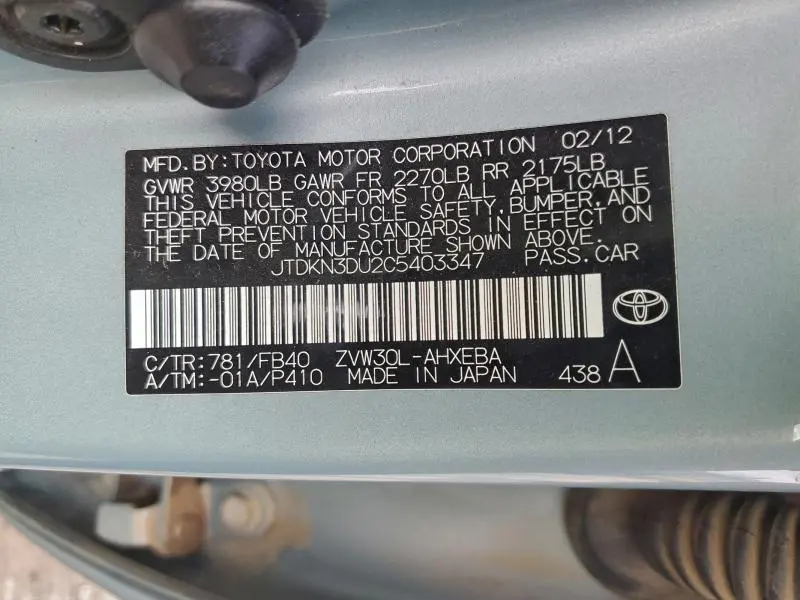 MFD. BY: TOYOTA MOTOR CORPORATION 02/12
GVWR 3980LB GAWR FR 2270LB RR 2175LB
THIS VEHICLE CONFORMS TO ALL APPLICABLE
FEDERAL MOTOR VEHICLE SAFETY, BUMPER, AND
THEFT PREVENTION STANDARDS IN EFFECT ON
THE DATE OF MANUFACTURE SHOWN ABOVE.
JTDKN3DU2C5403347 PASS. CAR
C/TR: 781/FB40 ZVW30L-AHXEBA
A/TM: -01A/P410 MADE IN JAPAN 438 A